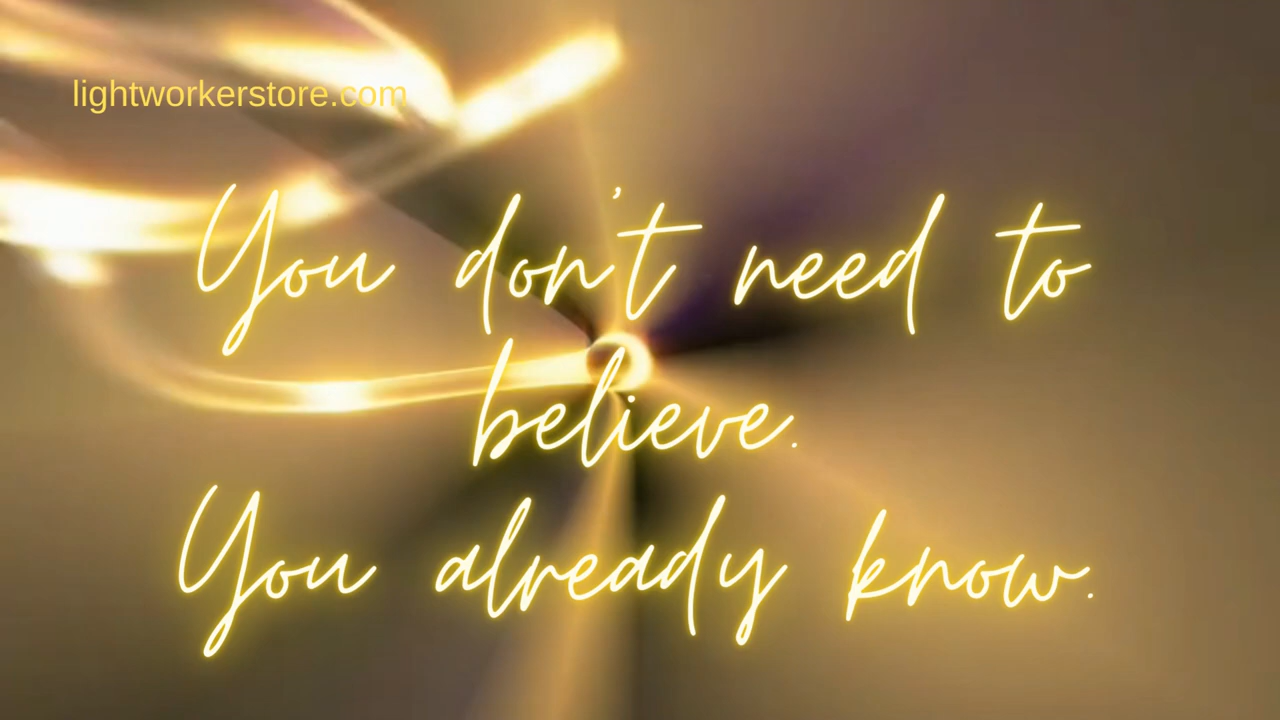 lightworkerstore.com
You don't need to
believe.
You already know.